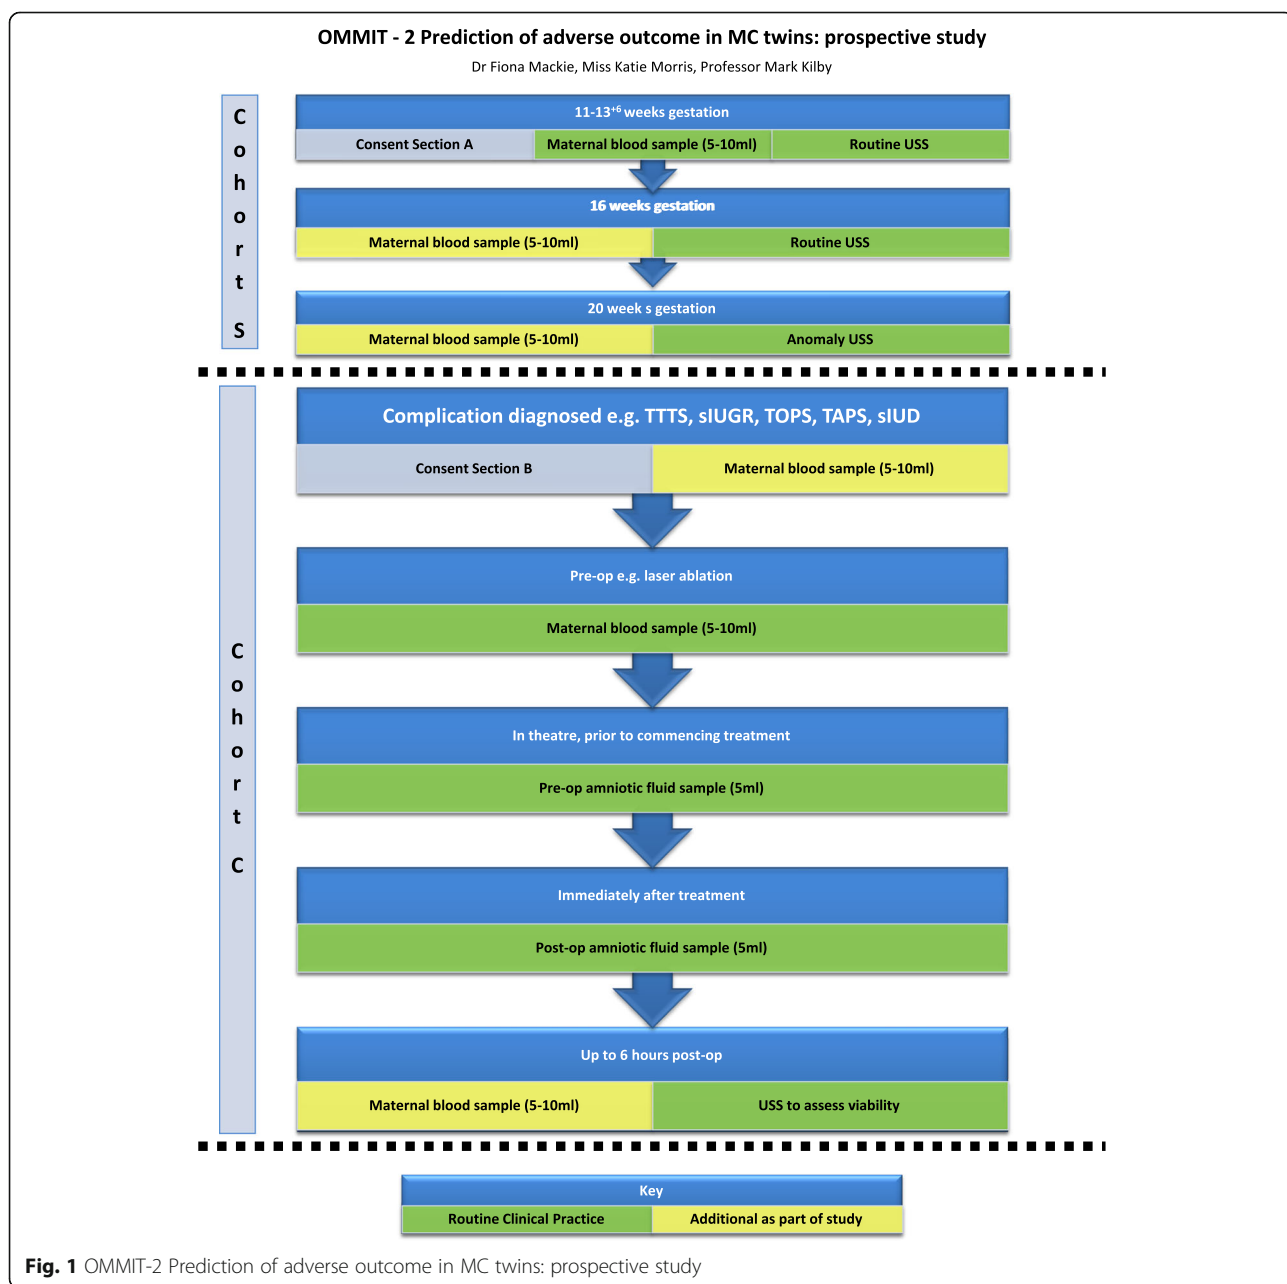 OMMIT - 2 Prediction of adverse outcome in MC twins: prospective study
Dr Fiona Mackie, Miss Katie Morris, Professor Mark Kilby
Cohort S
11-13+6 weeks gestation
Consent Section A
Maternal blood sample (5-10ml)
Routine USS
16 weeks gestation
Maternal blood sample (5-10ml)
Routine USS
20 week s gestation
Maternal blood sample (5-10ml)
Anomaly USS
Cohort C
Complication diagnosed e.g. TTTS, sIUGR, TOPS, TAPS, sIUD
Consent Section B
Maternal blood sample (5-10ml)
Pre-op e.g. laser ablation
Maternal blood sample (5-10ml)
In theatre, prior to commencing treatment
Pre-op amniotic fluid sample (5ml)
Immediately after treatment
Post-op amniotic fluid sample (5ml)
Up to 6 hours post-op
Maternal blood sample (5-10ml)
USS to assess viability
Key
Routine Clinical Practice
Additional as part of study
Fig. 1 OMMIT-2 Prediction of adverse outcome in MC twins: prospective study